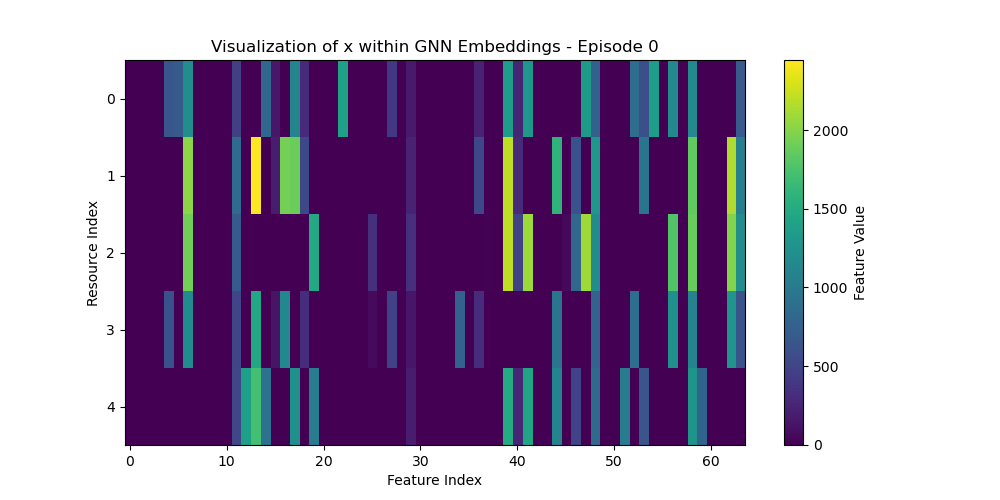 Visualization of x within GNN Embeddings - Episode 0
Resource Index
0
1
2
3
4
0 10 20 30 40 50 60
Feature Index
2000
1500
1000
500
0
Feature Value